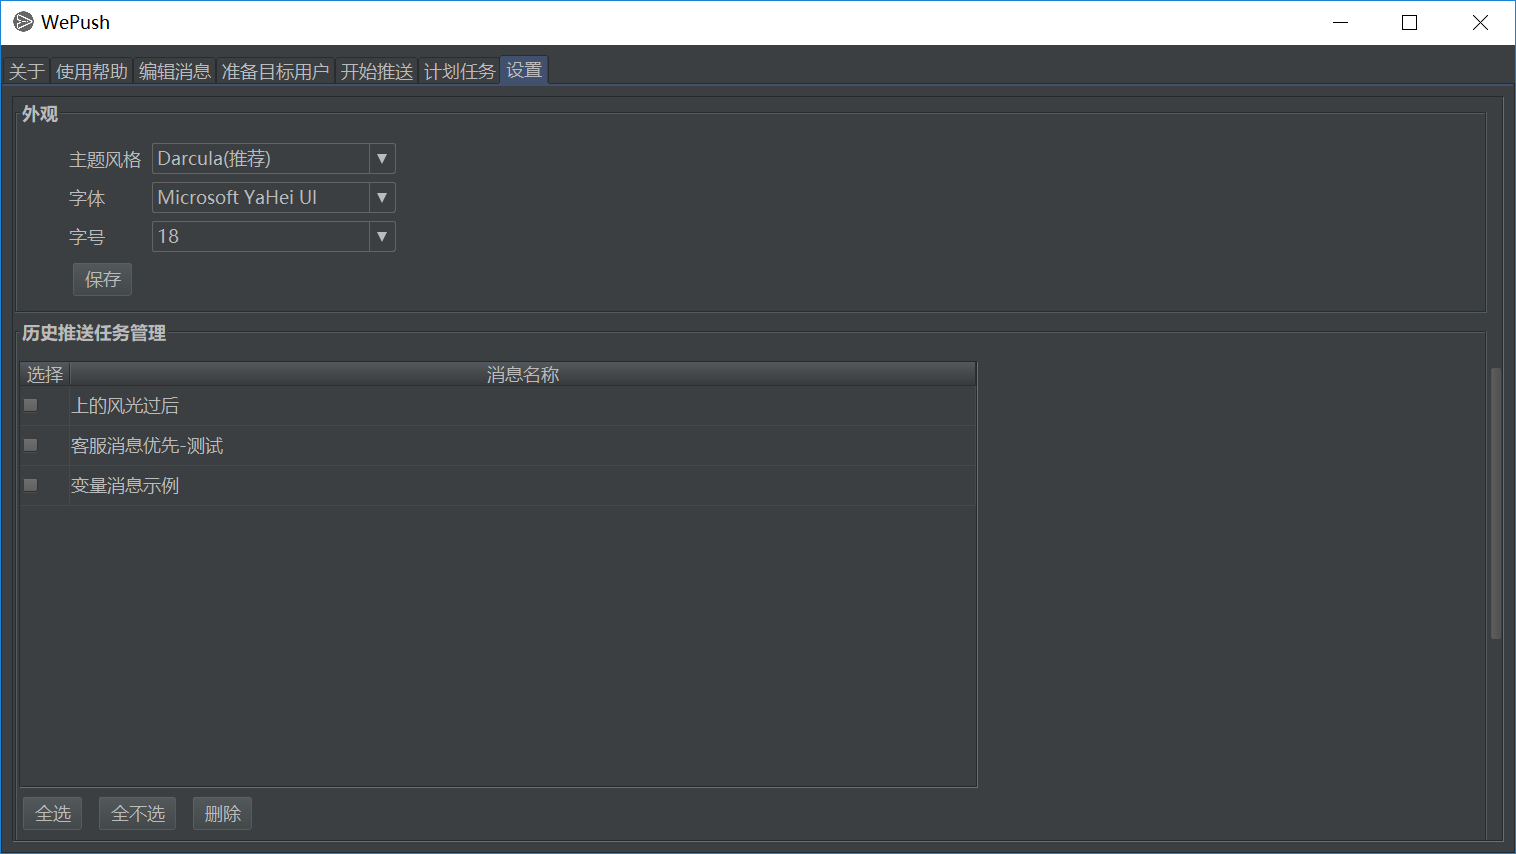 WePush
关于 使用帮助 编辑消息 准备目标用户 开始推送 计划任务 设置
外观
主题风格 Darcula(推荐)
字体 Microsoft YaHei UI
字号 18
保存
历史推送任务管理
选择 消息名称
上的风光过后
客服消息优先-测试
变量消息示例
全选 全不选 删除